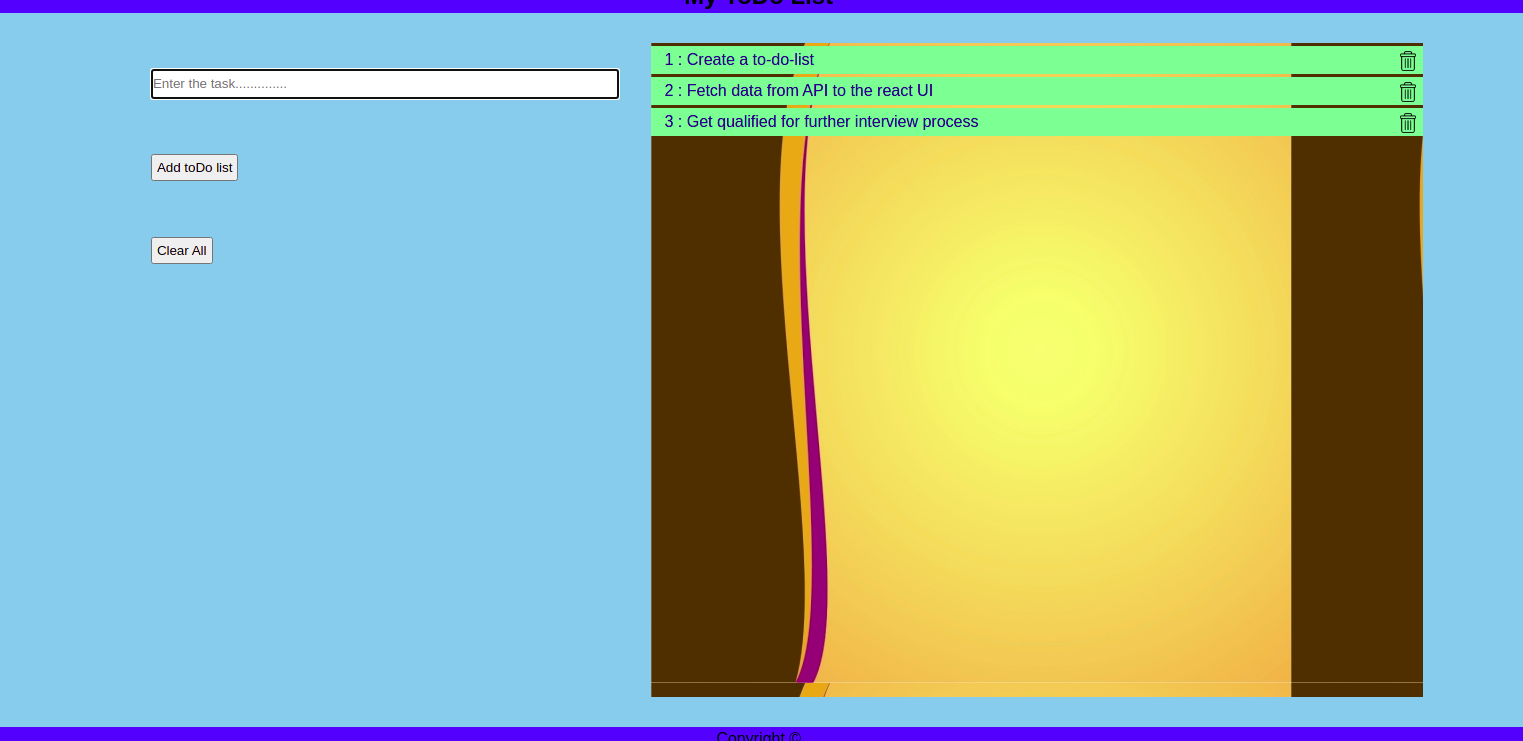 My ToDo List
1 : Create a to-do-list
Enter the task..............
2 : Fetch data from API to the react UI
3 : Get qualified for further interview process
Add toDo list
Clear All
Copyright ©